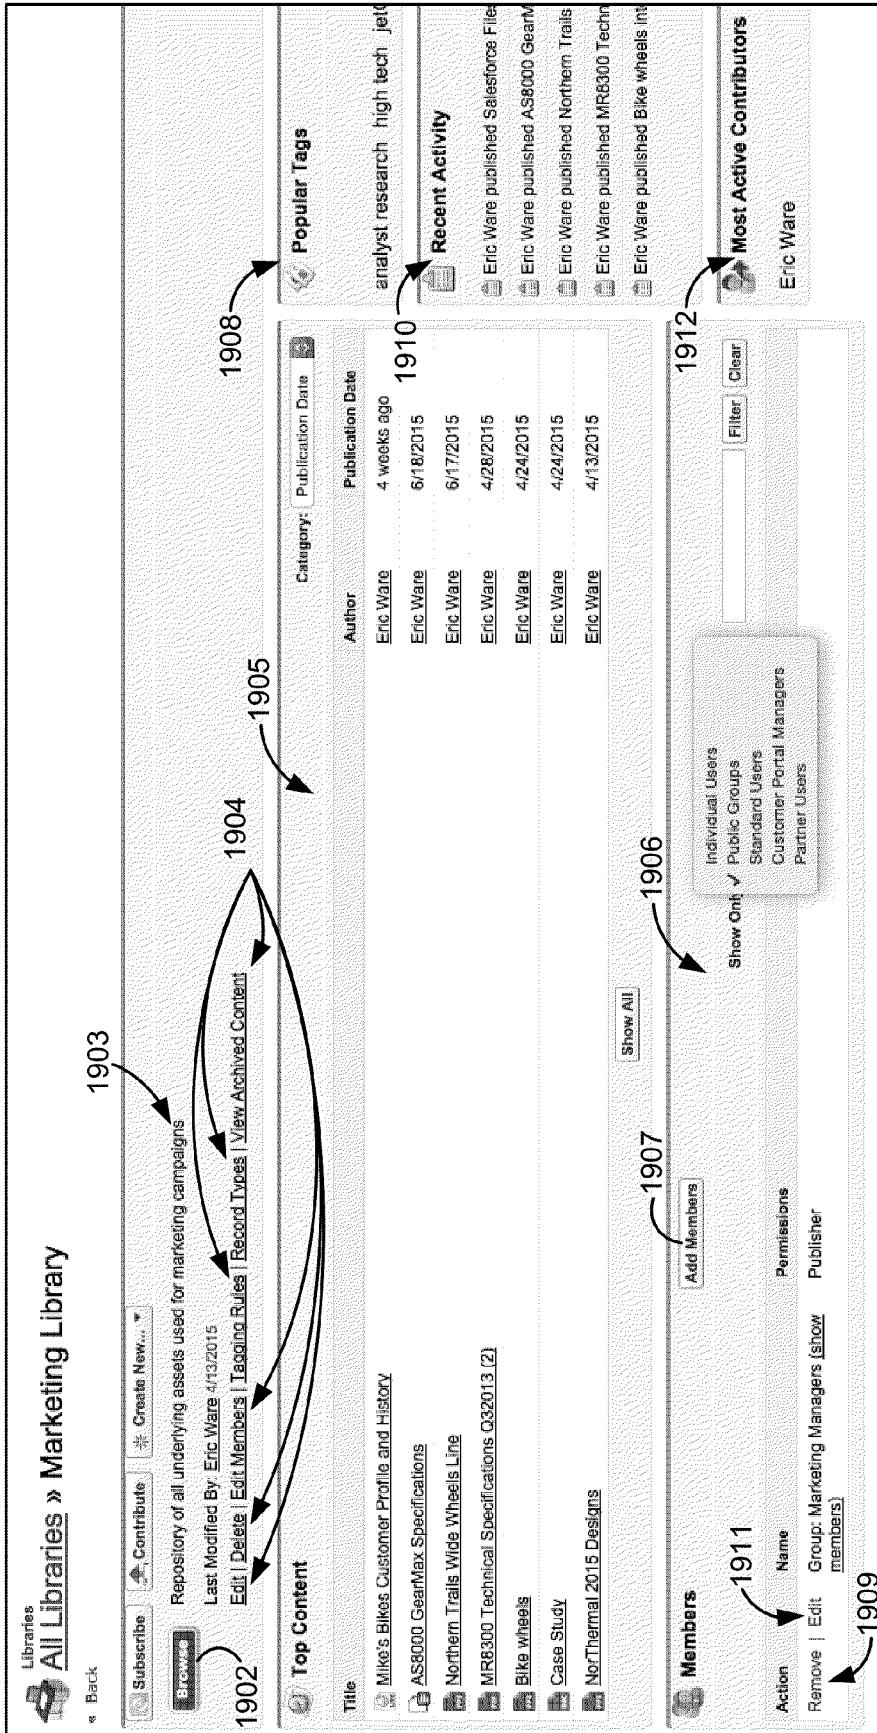 Libraries
All Libraries » Marketing Library
« Back
Subscribe
Contribute
Create New...
1903
Browse
1902
Repository of all underlying assets used for marketing campaigns
Last Modified By: Eric Ware 4/13/2015
Edit | Delete | Edit Members | Tagging Rules | Record Types | View Archived Content
1904
1905
1908
Top Content
Category: Publication Date
Title Author Publication Date
Mike's Bikes Customer Profile and History Eric Ware 4 weeks ago
AS8000 GearMax Specifications Eric Ware 6/18/2015
Northern Trails Wide Wheels Line Eric Ware 6/17/2015
MR8300 Technical Specifications Q32013 (2) Eric Ware 4/28/2015
Bike wheels Eric Ware 4/24/2015
Case Study Eric Ware 4/24/2015
NorThermal 2015 Designs Eric Ware 4/13/2015
Show All
Popular Tags
analyst research high tech
1910
Recent Activity
Eric Ware published Salesforce File
Eric Ware published AS8000 Gear
Eric Ware published Northern Trails
Eric Ware published MR8300 Techn
Eric Ware published Bike wheels int
1912
Most Active Contributors
Eric Ware
1907
1906
Members
Add Members
Show Only
Individual Users
✓ Public Groups
Standard Users
Customer Portal Managers
Partner Users
Filter
Clear
1911
Action Name Permissions
Remove | Edit Group: Marketing Managers (show members) Publisher
1909